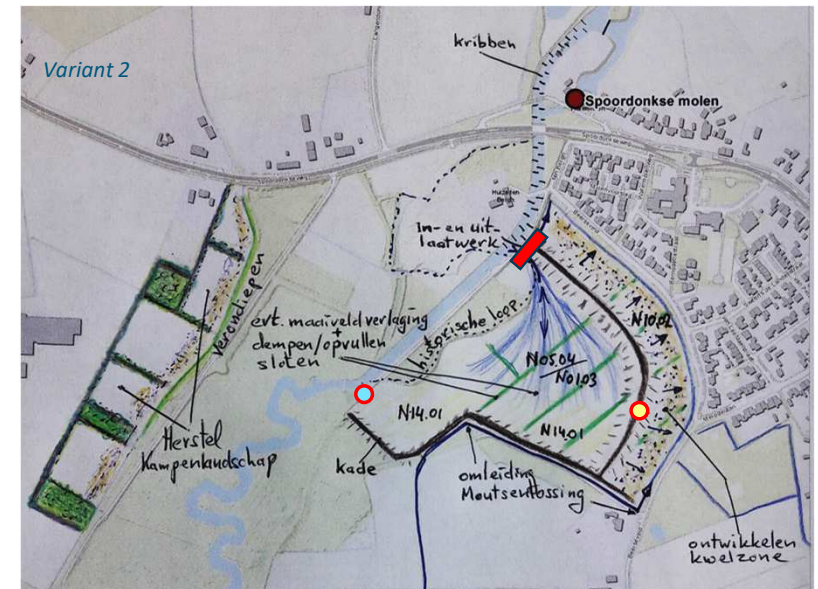 Variant 2
kribben
Spoordonkse molen
In- en uit-
laatwerk
verondiepen
historische loop
evt. maaiveldverlaging
dempen/opvullen
sloten
N10.02
N05.04
N01.03
N14.01
N14.01
Herstel
Kampenlandschap
kade
omleiding
ontwikkelen
kwelzone